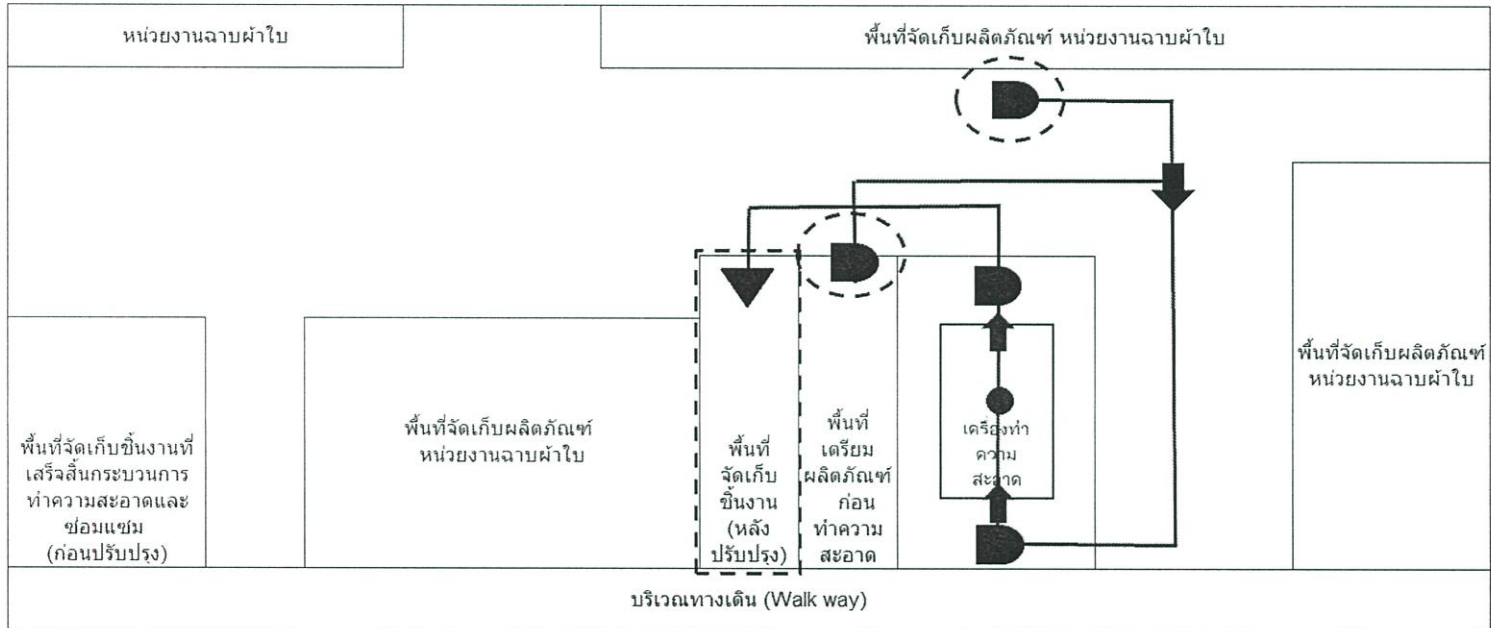 หน่วยงานฉาบผ้าใบ
พื้นที่จัดเก็บผลิตภัณฑ์ หน่วยงานฉาบผ้าใบ
พื้นที่จัดเก็บชิ้นงานที่
เสร็จสิ้นกระบวนการ
ทำความสะอาดและ
ซ่อมแซม
(ก่อนปรับปรุง)
พื้นที่จัดเก็บผลิตภัณฑ์
หน่วยงานฉาบผ้าใบ
พื้นที่
จัดเก็บ
ชิ้นงาน
(หลัง
ปรับปรุง)
พื้นที่
เตรียม
ผลิตภัณฑ์
ก่อน
ทำความ
สะอาด
เครื่องทำ
ความ
สะอาด
พื้นที่จัดเก็บผลิตภัณฑ์
หน่วยงานฉาบผ้าใบ
บริเวณทางเดิน (Walk way)